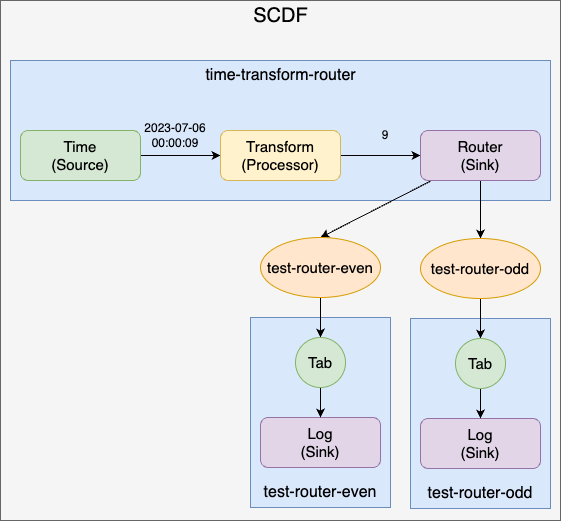 SCDF
time-transform-router
Time
(Source)
2023-07-06
00:00:09
Transform
(Processor)
9
Router
(Sink)
test-router-even
test-router-odd
Tab
Tab
Log
(Sink)
Log
(Sink)
test-router-even
test-router-odd